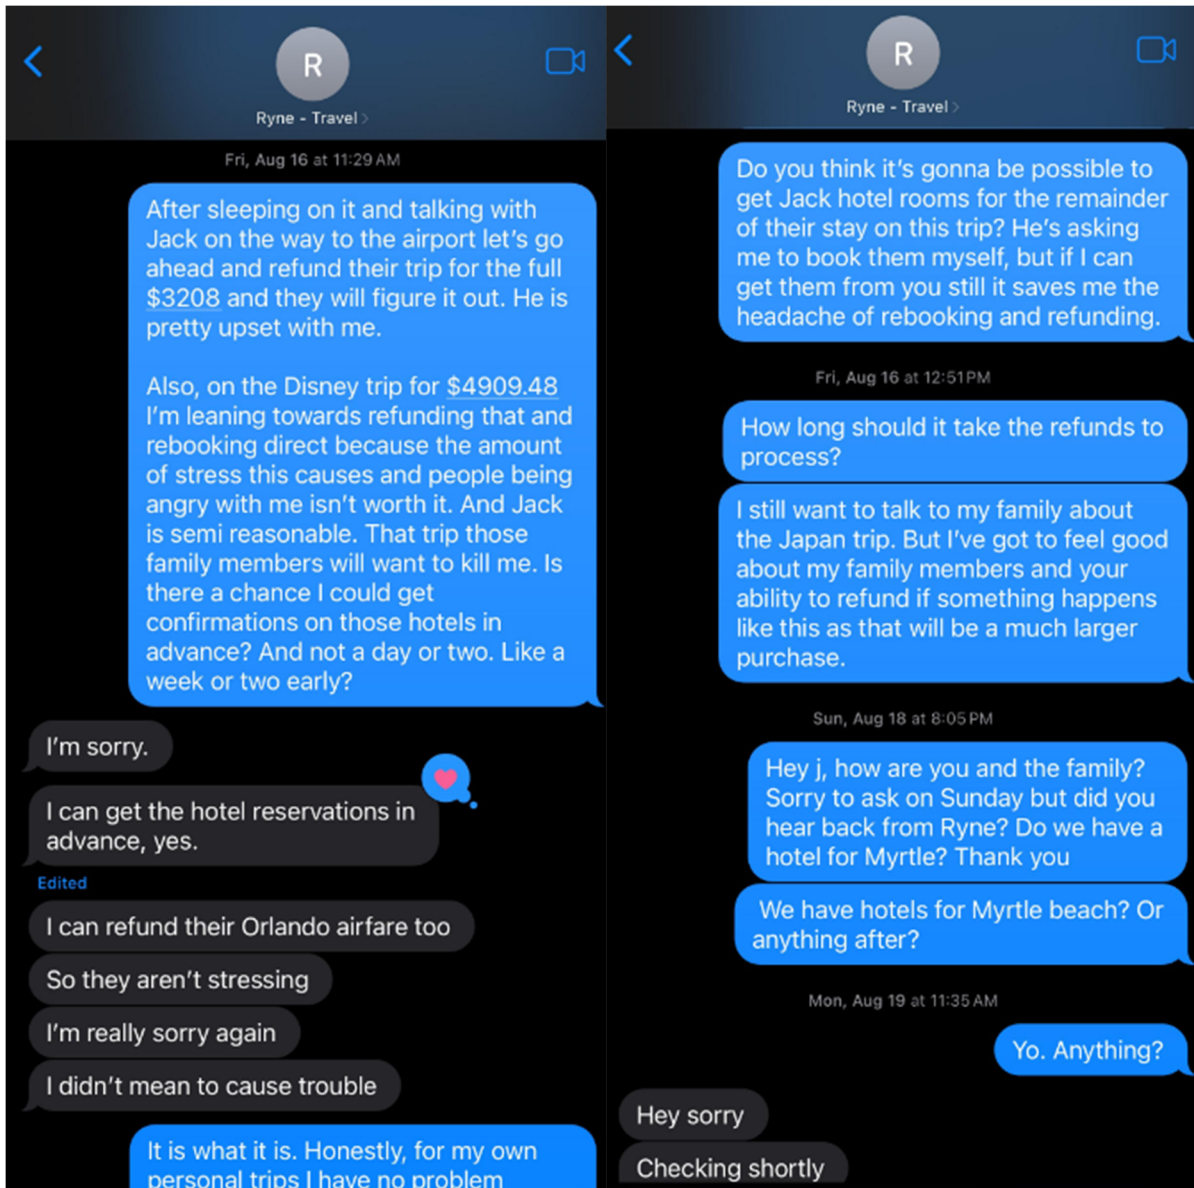 R
Ryne - Travel
Fri, Aug 16 at 11:29 AM
After sleeping on it and talking with
Jack on the way to the airport let's go
ahead and refund their trip for the full
$3208 and they will figure it out. He is
pretty upset with me.
Also, on the Disney trip for $4909.48
I'm leaning towards refunding that and
rebooking direct because the amount
of stress this causes and people being
angry with me isn't worth it. And Jack
is semi reasonable. That trip those
family members will want to kill me. Is
there a chance I could get
confirmations on those hotels in
advance? And not a day or two. Like a
week or two early?
I'm sorry.
I can get the hotel reservations in
advance, yes.
Edited
I can refund their Orlando airfare too
So they aren't stressing
I'm really sorry again
I didn't mean to cause trouble
It is what it is. Honestly, for my own
personal trips I have no problem
R
Ryne - Travel
Do you think it's gonna be possible to
get Jack hotel rooms for the remainder
of their stay on this trip? He's asking
me to book them myself, but if I can
get them from you still it saves me the
headache of rebooking and refunding.
Fri, Aug 16 at 12:51 PM
How long should it take the refunds to
process?
I still want to talk to my family about
the Japan trip. But I've got to feel good
about my family members and your
ability to refund if something happens
like this as that will be a much larger
purchase.
Sun, Aug 18 at 8:05 PM
Hey j, how are you and the family?
Sorry to ask on Sunday but did you
hear back from Ryne? Do we have a
hotel for Myrtle? Thank you
We have hotels for Myrtle beach? Or
anything after?
Mon, Aug 19 at 11:35 AM
Yo. Anything?
Hey sorry
Checking shortly